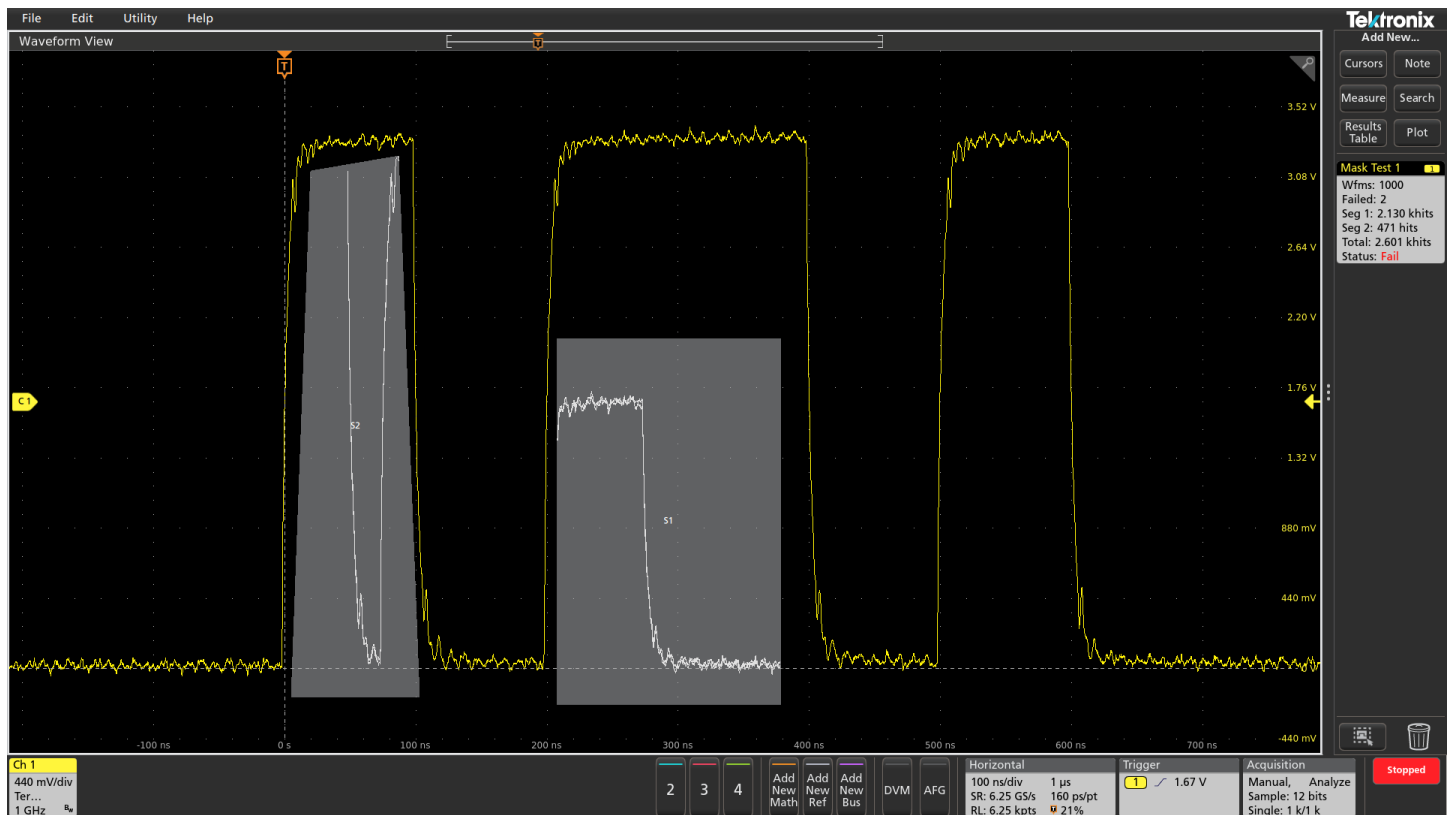 File Edit Utility Help
Tektronix
Waveform View
Add New...
T
T
Cursors Note
Measure Search
Results Table Plot
3.52 V
3.08 V
2.64 V
2.20 V
1.76 V
1.32 V
880 mV
440 mV
-440 mV
C 1
S2
S1
Mask Test 1 1
Wfms: 1000
Failed: 2
Seg 1: 2.130 khits
Seg 2: 471 hits
Total: 2.601 khits
Status: Fail
-100 ns 0 s 100 ns 200 ns 300 ns 400 ns 500 ns 600 ns 700 ns
Ch 1
440 mV/div
Ter...
1 GHz Bw
2 3 4
Add New Math
Add New Ref
Add New Bus
DVM AFG
Horizontal
100 ns/div 1 µs
SR: 6.25 GS/s 160 ps/pt
RL: 6.25 kpts T 21%
Trigger
1 1.67 V
Acquisition
Manual, Analyze
Sample: 12 bits
Single: 1 k/1 k
Stopped